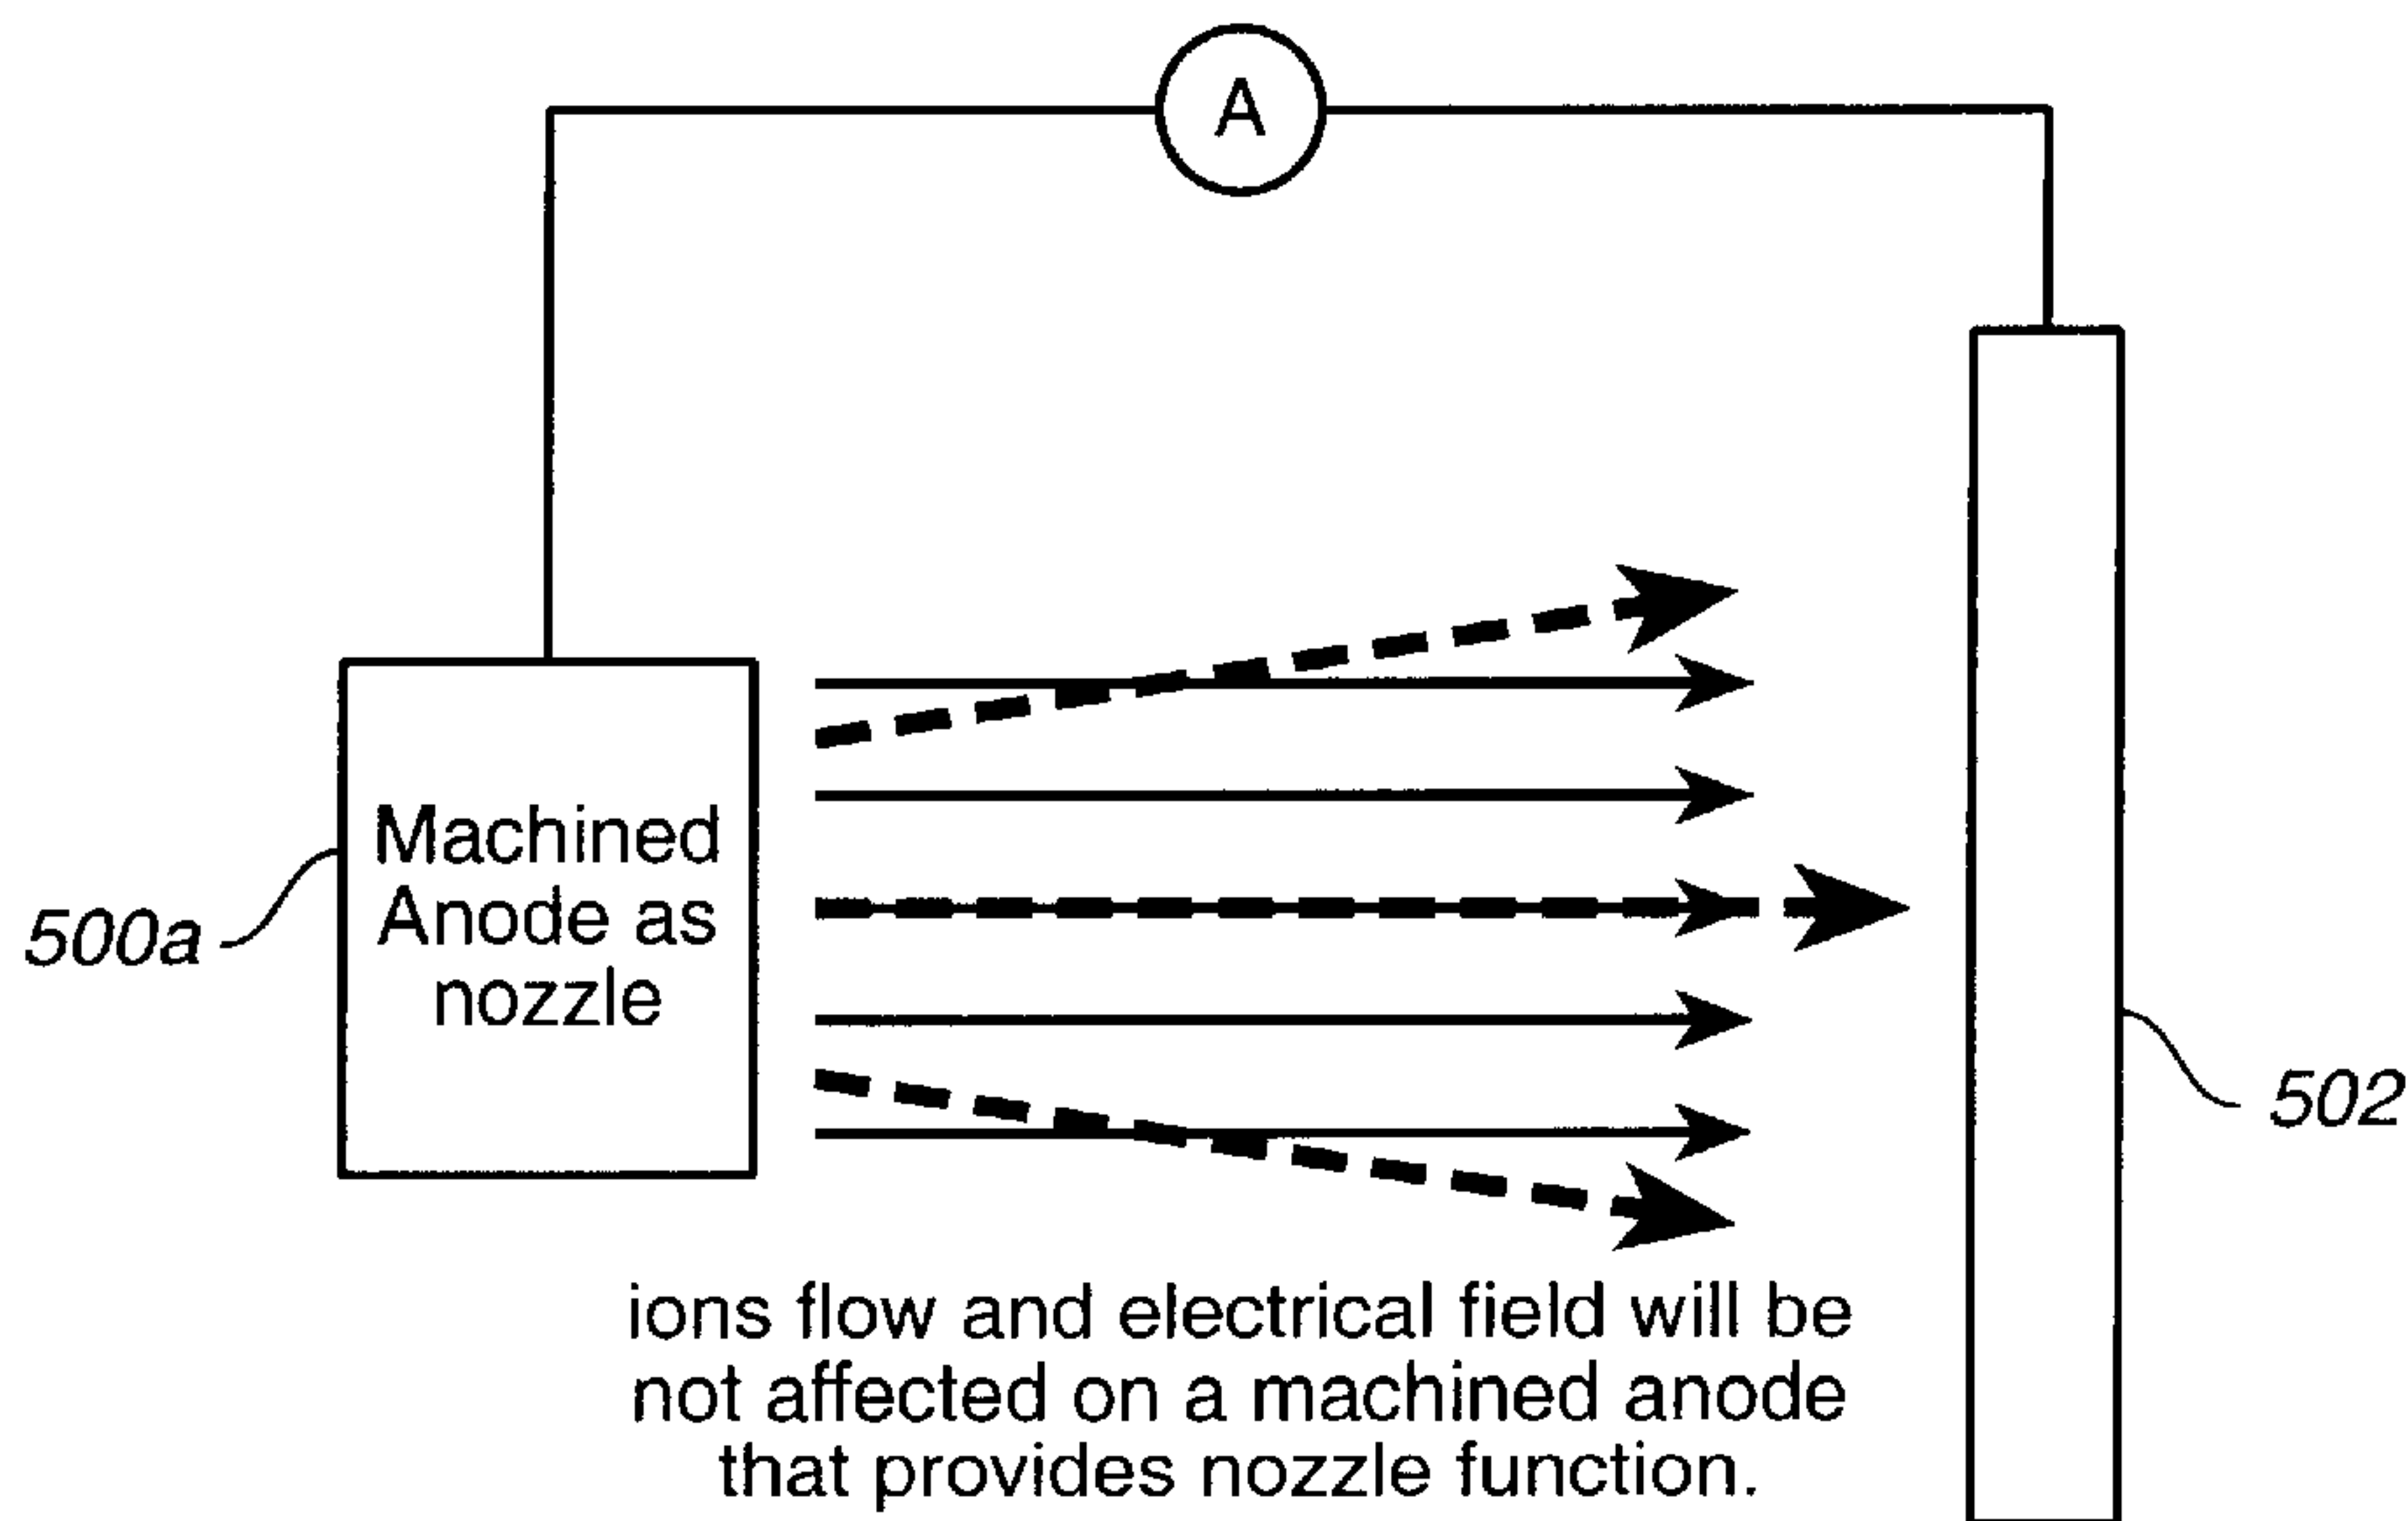 A
Machined
Anode as
nozzle
500a
502
ions flow and electrical field will be
not affected on a machined anode
that provides nozzle function.